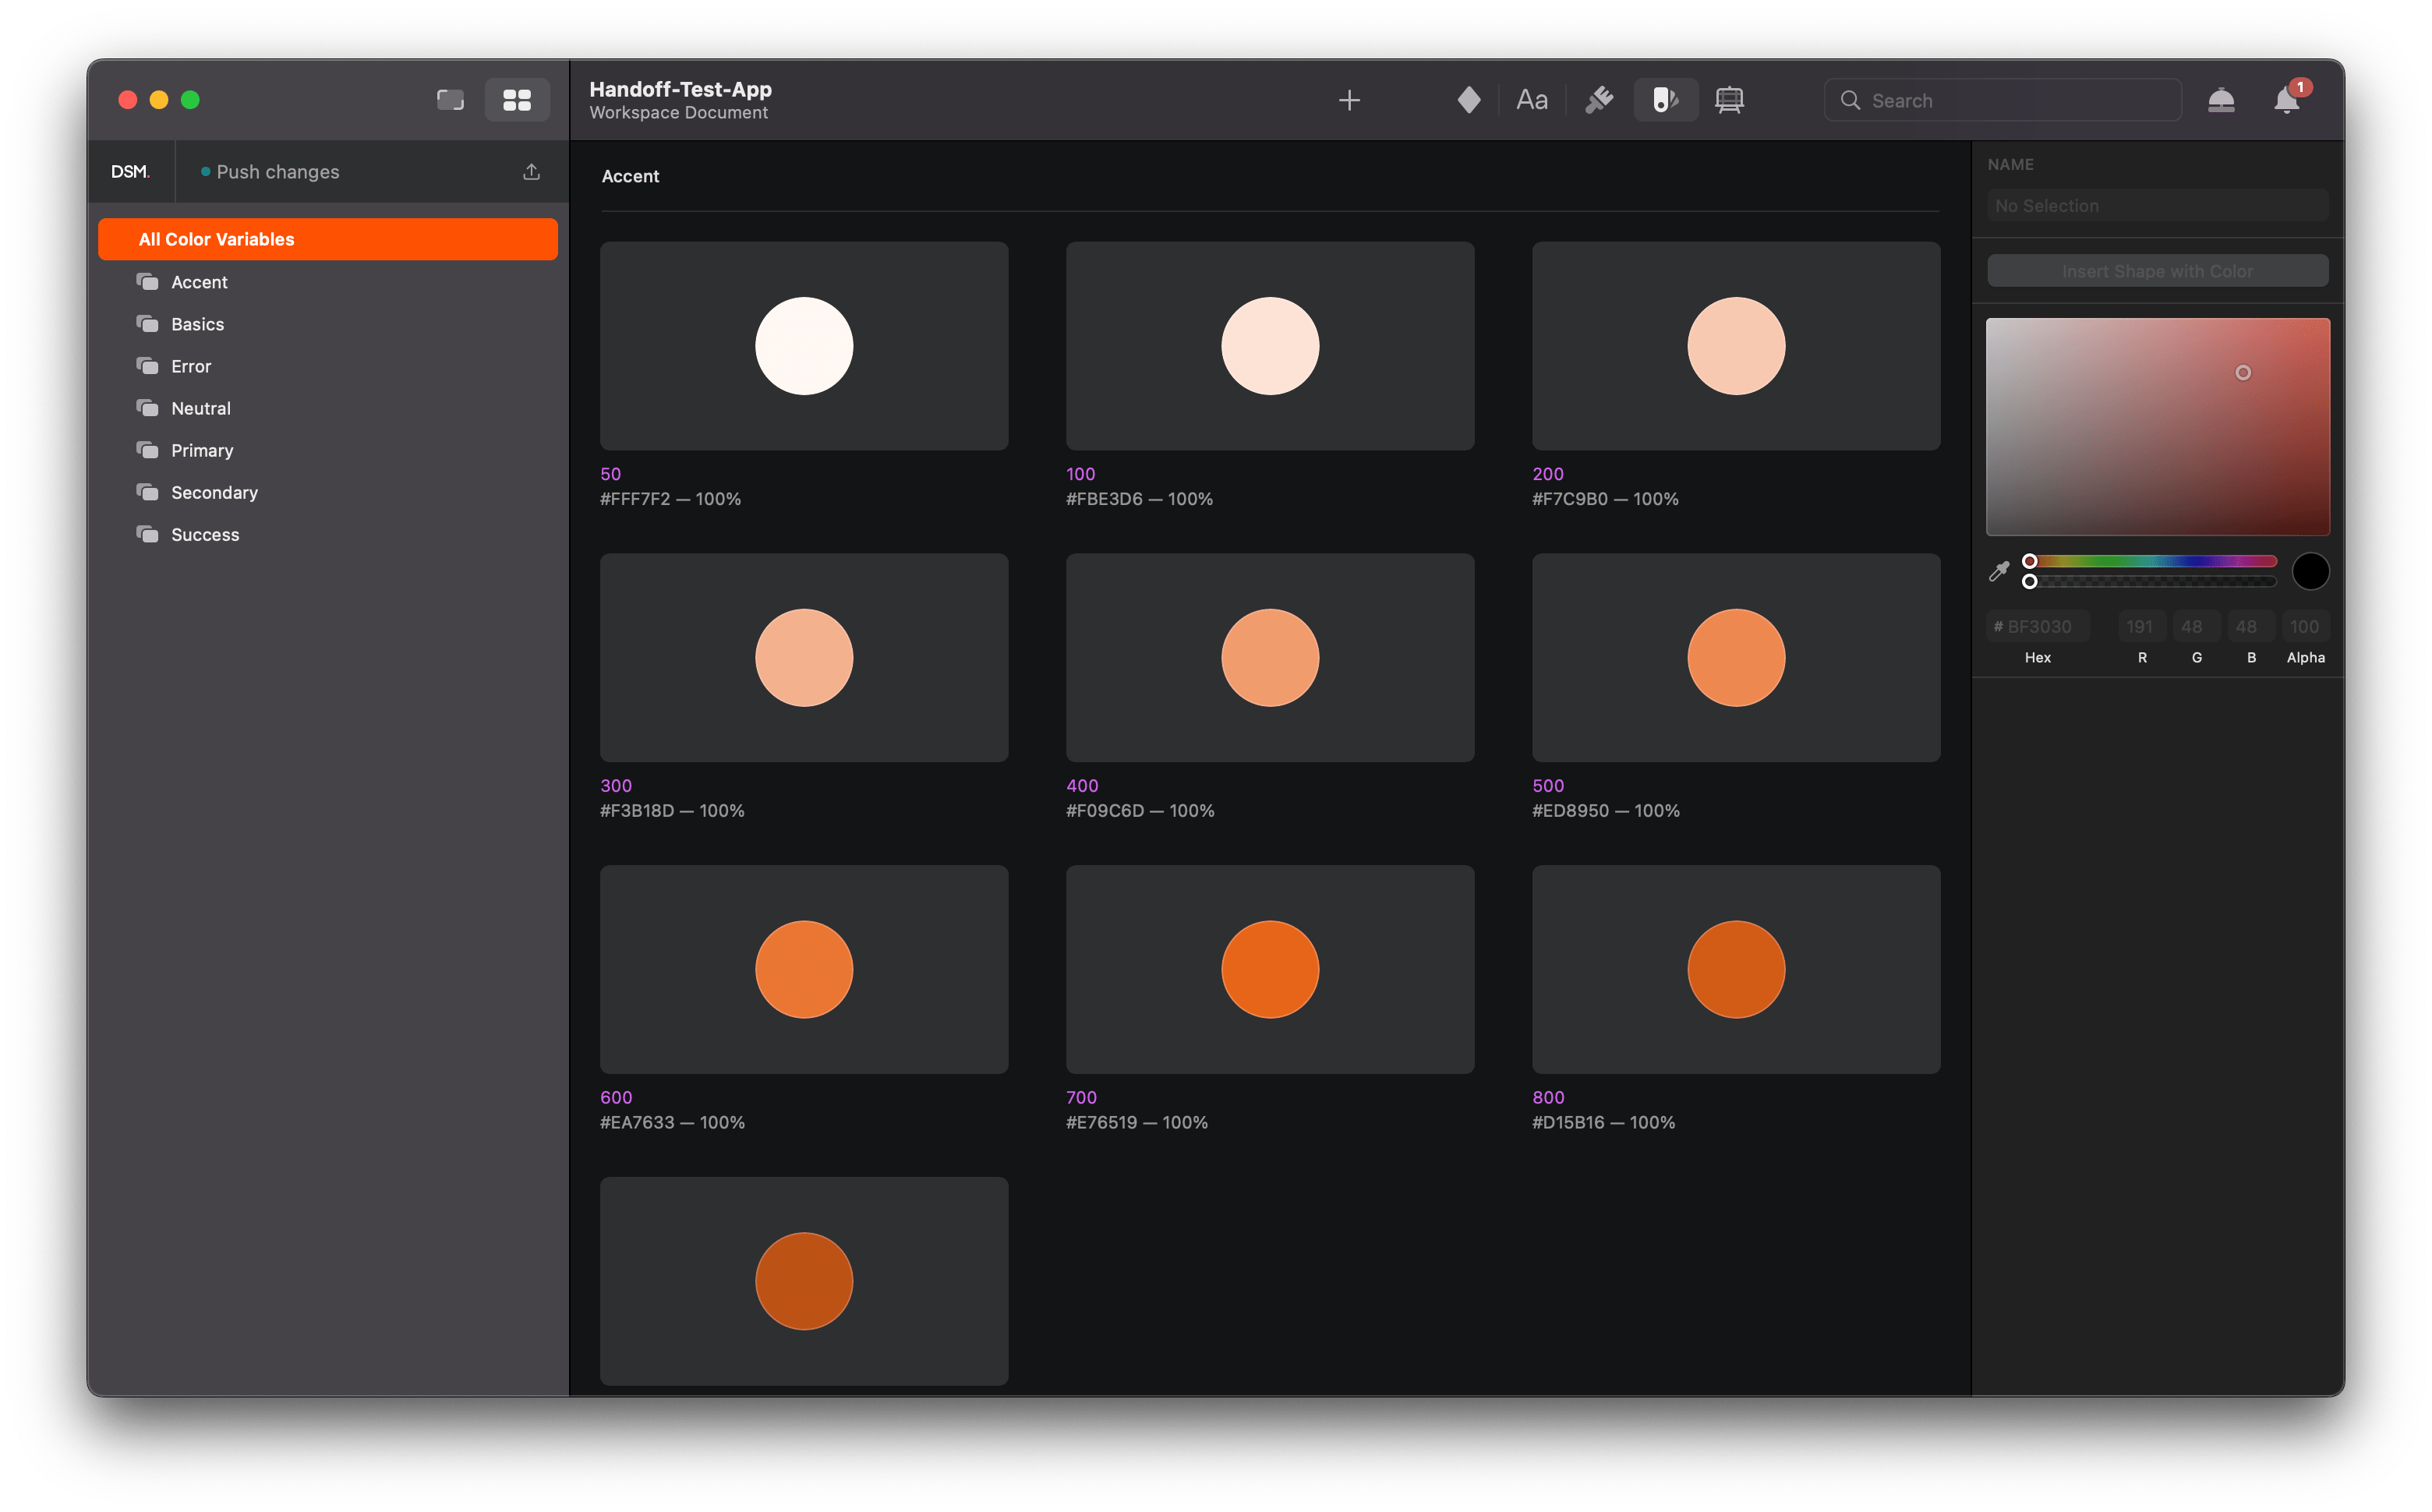 Handoff-Test-App
Workspace Document
Aa
Search
1
DSM.
Push changes
All Color Variables
Accent
Basics
Error
Neutral
Primary
Secondary
Success
Accent
50
#FFF7F2 — 100%
100
#FBE3D6 — 100%
200
#F7C9B0 — 100%
300
#F3B18D — 100%
400
#F09C6D — 100%
500
#ED8950 — 100%
600
#EA7633 — 100%
700
#E76519 — 100%
800
#D15B16 — 100%
NAME
No Selection
Insert Shape with Color
# BF3030 191 48 48 100
Hex R G B Alpha